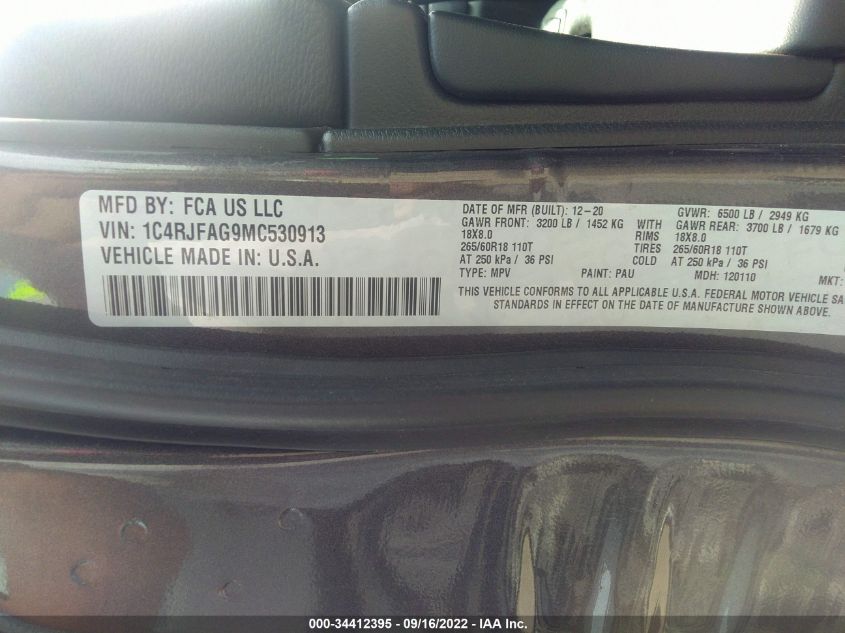 MFD BY: FCA US LLC
VIN: 1C4RJFAG9MC530913
VEHICLE MADE IN: U.S.A.
DATE OF MFR (BUILT): 12-20 GVWR: 6500 LB / 2949 KG
GAWR FRONT: 3200 LB / 1452 KG WITH GAWR REAR: 3700 LB / 1679 KG
18X8.0 RIMS 18X8.0
265/60R18 110T TIRES 265/60R18 110T
AT 250 kPa / 36 PSI COLD AT 250 kPa / 36 PSI
TYPE: MPV PAINT: PAU MDH: 120110 MKT:
THIS VEHICLE CONFORMS TO ALL APPLICABLE U.S.A. FEDERAL MOTOR VEHICLE SA
STANDARDS IN EFFECT ON THE DATE OF MANUFACTURE SHOWN ABOVE.
000-34412395 - 09/16/2022 - IAA Inc.